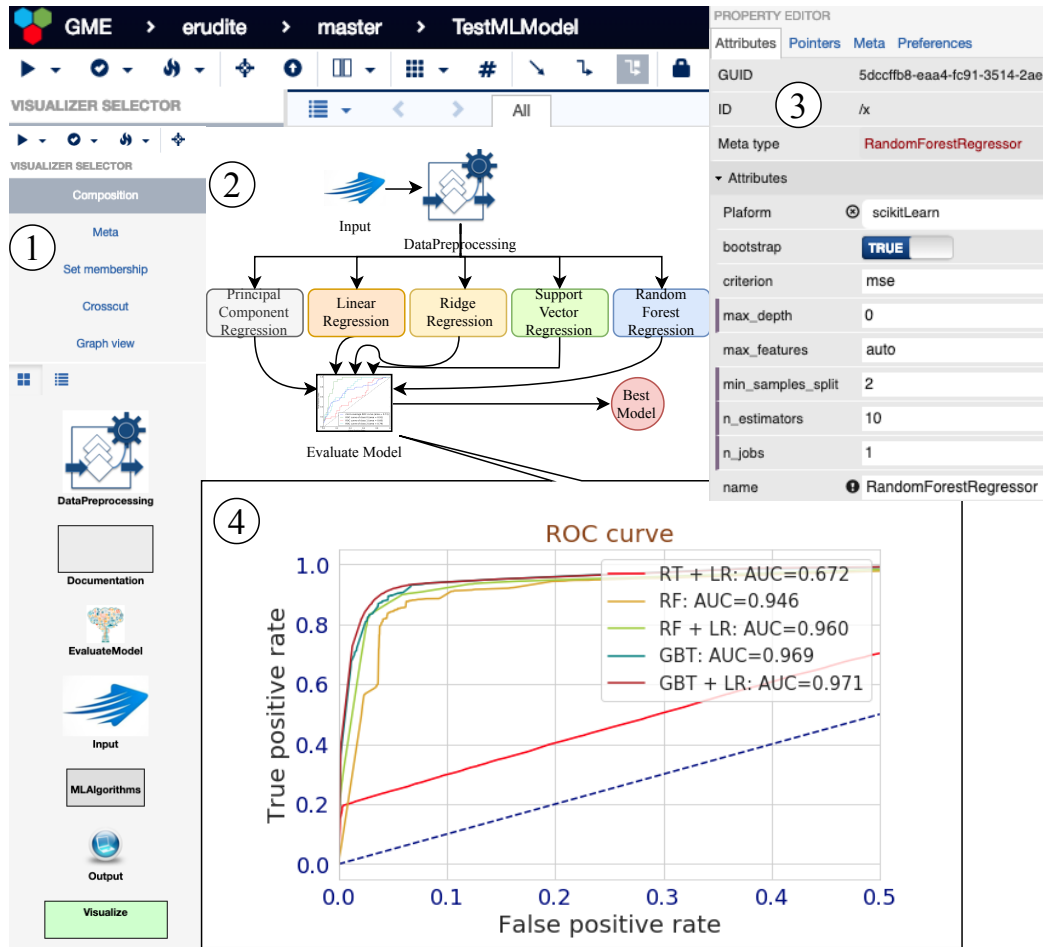 GME > erudite > master > TestMLModel
VISUALIZER SELECTOR
All
VISUALIZER SELECTOR
Composition
Meta
Set membership
Crosscut
Graph view
1
DataPreprocessing
Documentation
EvaluateModel
Input
MLAlgorithms
Output
Visualize
2
Input
DataPreprocessing
Principal
Component
Regression
Linear
Regression
Ridge
Regression
Support
Vector
Regression
Random
Forest
Regression
Evaluate Model
Best
Model
PROPERTY EDITOR
Attributes Pointers Meta Preferences
3
GUID 5dccffb8-eaa4-fc91-3514-2ae
ID /x
Meta type RandomForestRegressor
Attributes
Plaform scikitLearn
bootstrap TRUE
criterion mse
max_depth 0
max_features auto
min_samples_split 2
n_estimators 10
n_jobs 1
name RandomForestRegressor
4
ROC curve
True positive rate
1.0
0.8
0.6
0.4
0.2
0.0
RT + LR: AUC=0.672
RF: AUC=0.946
RF + LR: AUC=0.960
GBT: AUC=0.969
GBT + LR: AUC=0.971
0.0 0.1 0.2 0.3 0.4 0.5
False positive rate